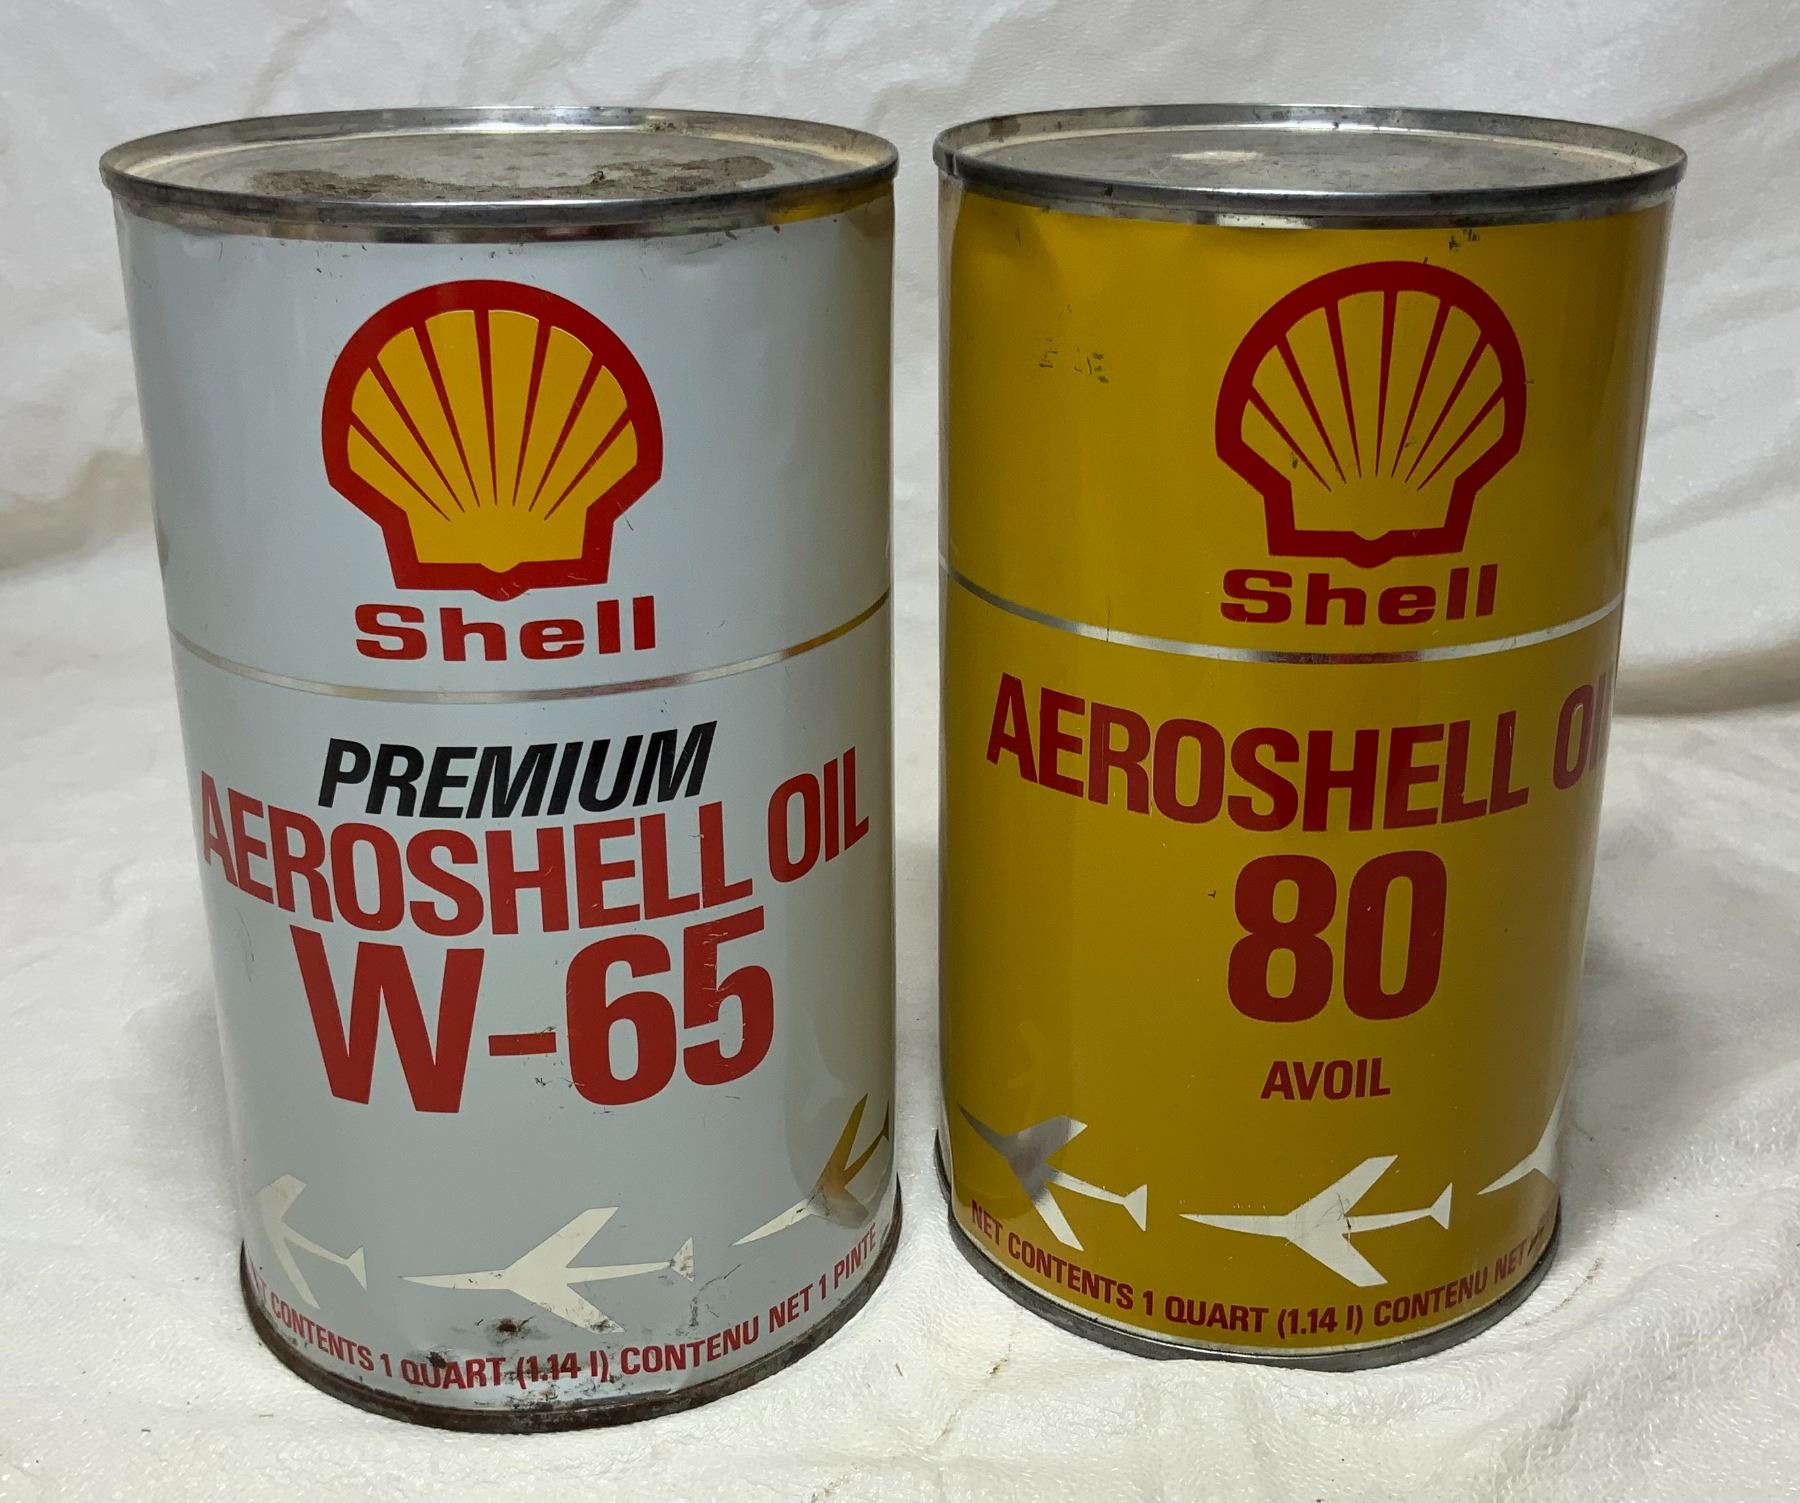 Shell
PREMIUM
AEROSHELL OIL
W-65
CONTENTS 1 QUART (1.14 l) CONTENU NET 1 PINTE
Shell
AEROSHELL OIL
80
AVOIL
NET CONTENTS 1 QUART (1.14 l) CONTENU NET